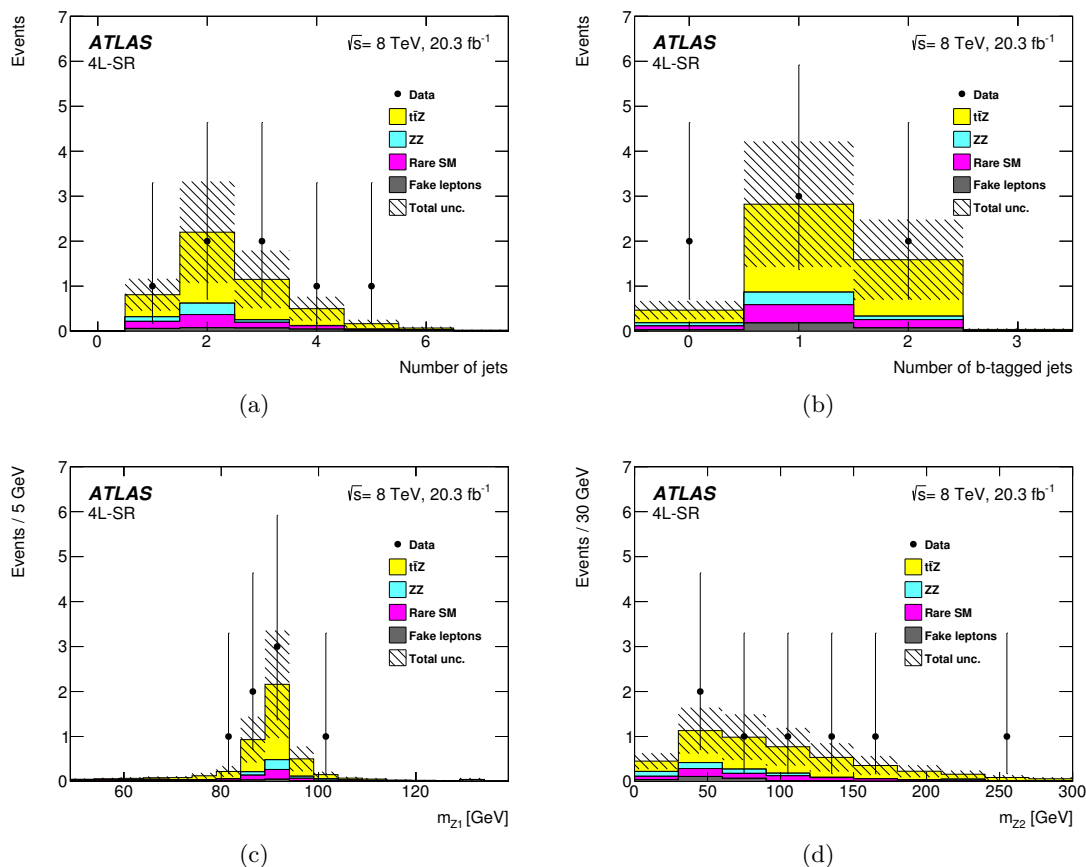 Events
7
6
5
4
3
2
1
0
ATLAS
4L-SR
√s= 8 TeV, 20.3 fb-1
Data
tt̄Z
ZZ
Rare SM
Fake leptons
Total unc.
0 2 4 6
Number of jets
(a)
Events
7
6
5
4
3
2
1
0
ATLAS
4L-SR
√s= 8 TeV, 20.3 fb-1
Data
tt̄Z
ZZ
Rare SM
Fake leptons
Total unc.
0 1 2 3
Number of b-tagged jets
(b)
Events / 5 GeV
7
6
5
4
3
2
1
0
ATLAS
4L-SR
√s= 8 TeV, 20.3 fb-1
Data
tt̄Z
ZZ
Rare SM
Fake leptons
Total unc.
60 80 100 120
mZ1 [GeV]
(c)
Events / 30 GeV
7
6
5
4
3
2
1
0
ATLAS
4L-SR
√s= 8 TeV, 20.3 fb-1
Data
tt̄Z
ZZ
Rare SM
Fake leptons
Total unc.
0 50 100 150 200 250 300
mZ2 [GeV]
(d)